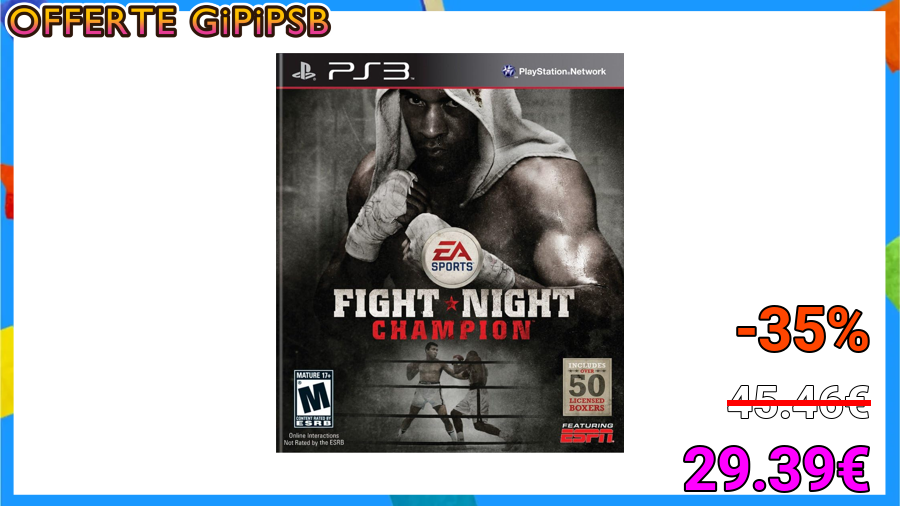 OFFERTE GiPiPSB
PS3
PlayStation Network
EA
SPORTS
FIGHT NIGHT
CHAMPION
MATURE 17+
M
CONTENT RATED BY
ESRB
Online Interactions
Not Rated by the ESRB
INCLUDES
OVER
50
LICENSED
BOXERS
FEATURING
ESPN
-35%
45.46€
29.39€